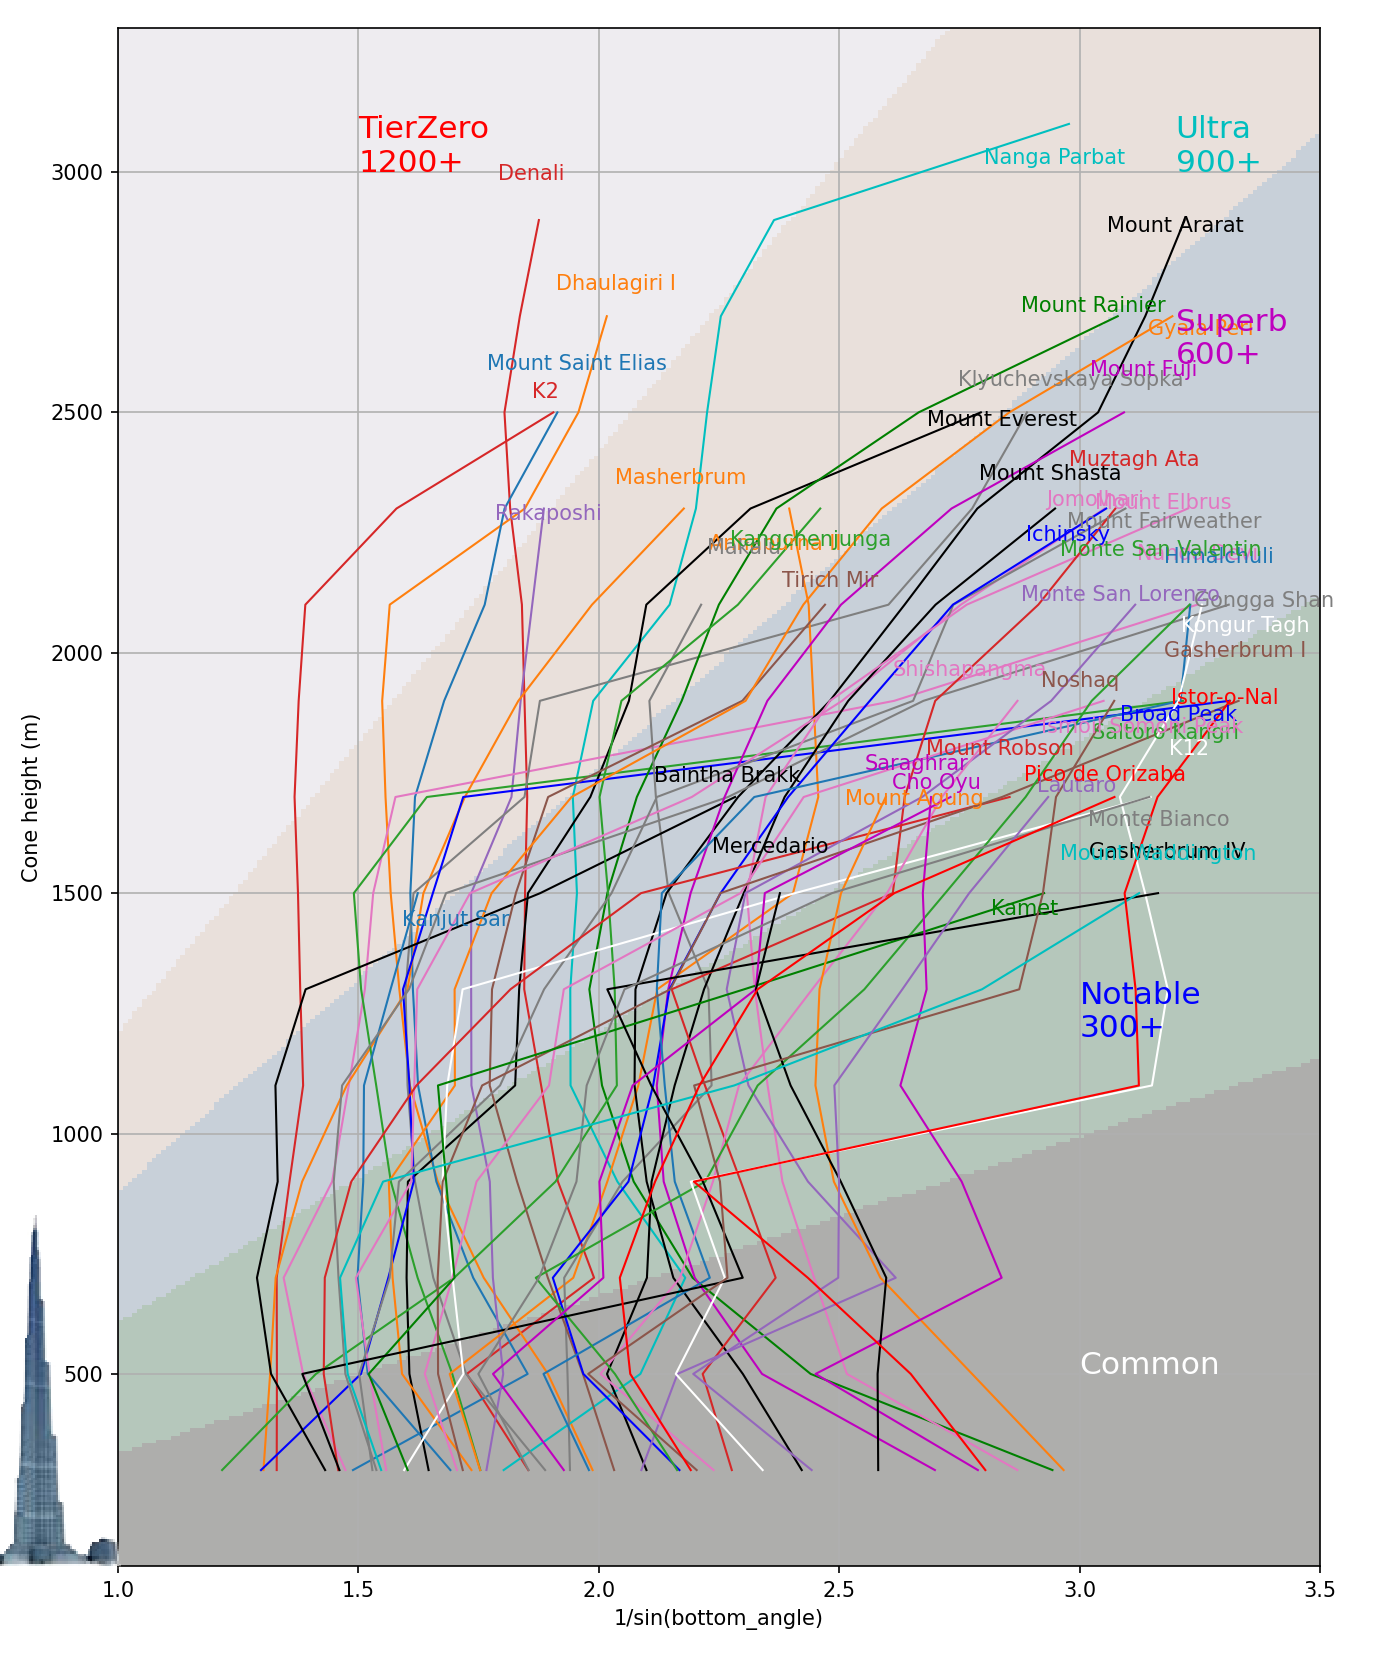 TierZero
1200+
Ultra
900+
Denali
Nanga Parbat
Mount Ararat
Dhaulagiri I
Mount Rainier
Gyala Peri
Superb
600+
Mount Saint Elias
Mount Fuji
Klyuchevskaya Sopka
K2
Mount Everest
Muztagh Ata
Masherbrum
Mount Shasta
Jomolhari
Mount Elbrus
Rakaposhi
Mount Fairweather
Ichinsky
Kangchenjunga
Makalu
Monte San Valentin
Himalchuli
Tirich Mir
Monte San Lorenzo
Gongga Shan
Kongur Tagh
Gasherbrum I
Shishapangma
Noshaq
Istor-o-Nal
Broad Peak
Saltoro Kangri
K12
Mount Robson
Saraghrar
Baintha Brakk
Cho Oyu
Pico de Orizaba
Lautaro
Mount Agung
Monte Bianco
Mercedario
Gasherbrum IV
Mount Waddington
Kanjut Sar
Kamet
Notable
300+
Common
Cone height (m)
3000
2500
2000
1500
1000
500
1.0
1.5
2.0
2.5
3.0
3.5
1/sin(bottom_angle)